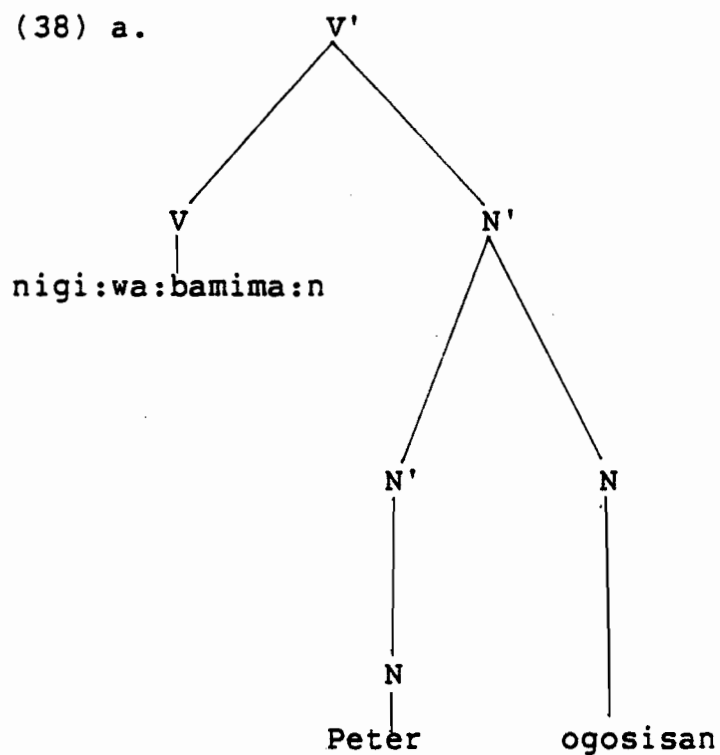 (38) a. V'
V N'
nigi:wa:bamima:n
N' N
N
Peter ogosisan